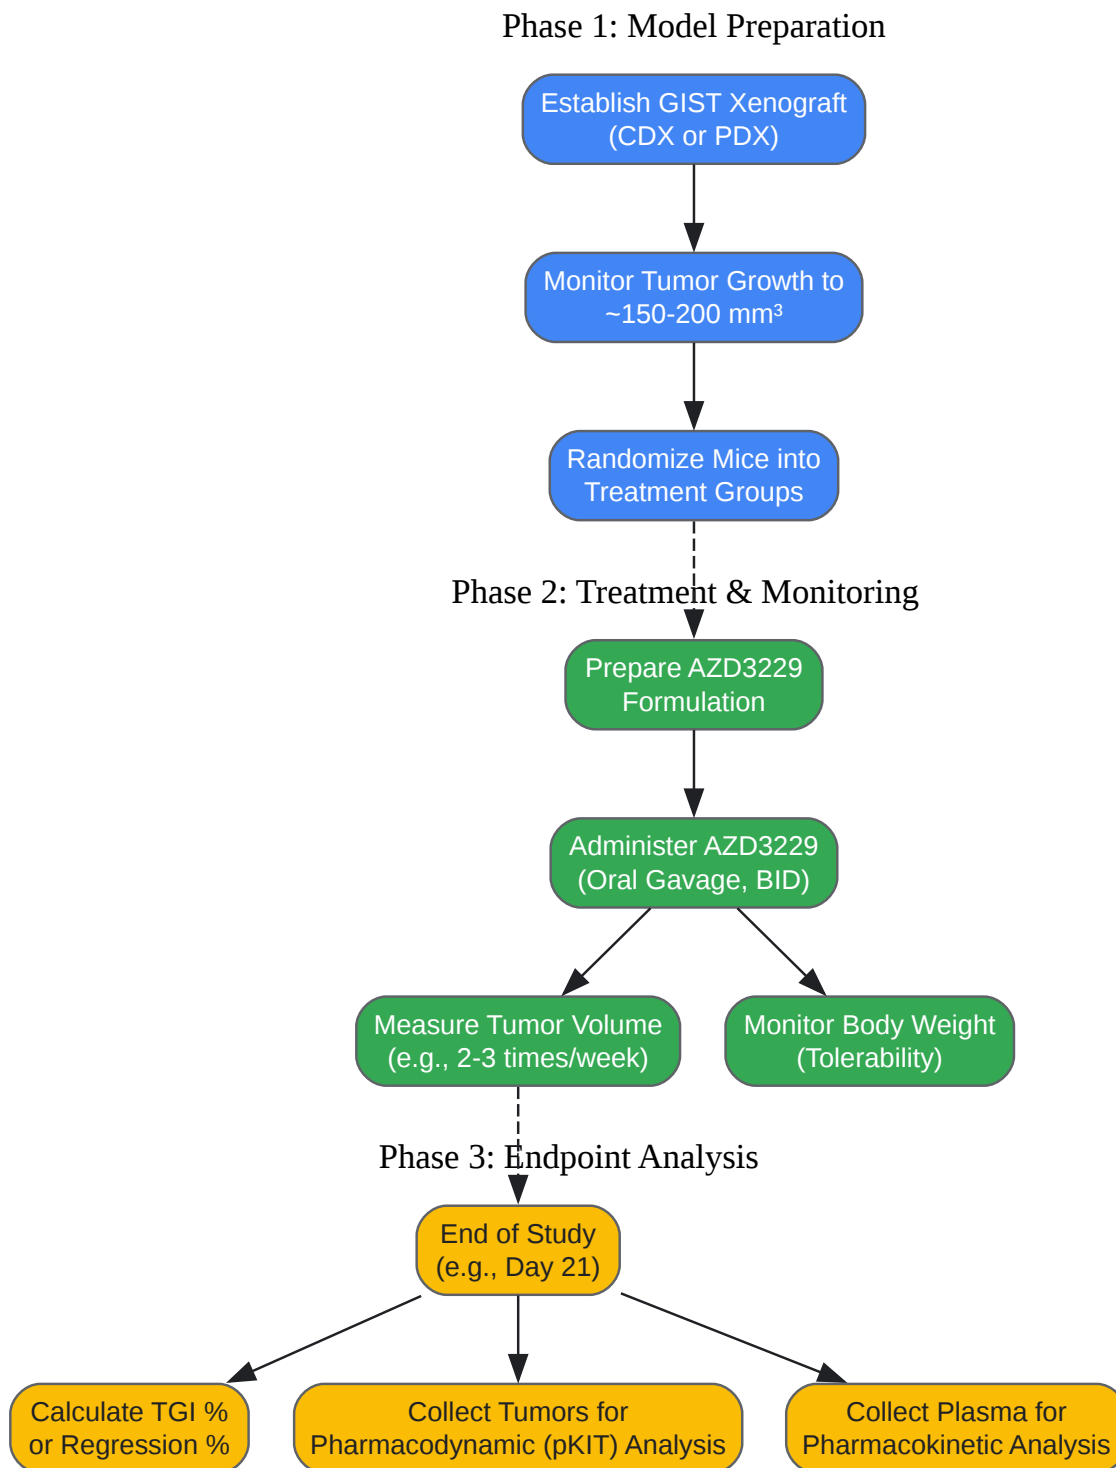 Phase 1: Model Preparation
Establish GIST Xenograft
(CDX or PDX)
Monitor Tumor Growth to
~150-200 mm³
Randomize Mice into
Treatment Groups
Phase 2: Treatment & Monitoring
Prepare AZD3229
Formulation
Administer AZD3229
(Oral Gavage, BID)
Measure Tumor Volume
(e.g., 2-3 times/week)
Monitor Body Weight
(Tolerability)
Phase 3: Endpoint Analysis
End of Study
(e.g., Day 21)
Calculate TGI %
or Regression %
Collect Tumors for
Pharmacodynamic (pKIT) Analysis
Collect Plasma for
Pharmacokinetic Analysis